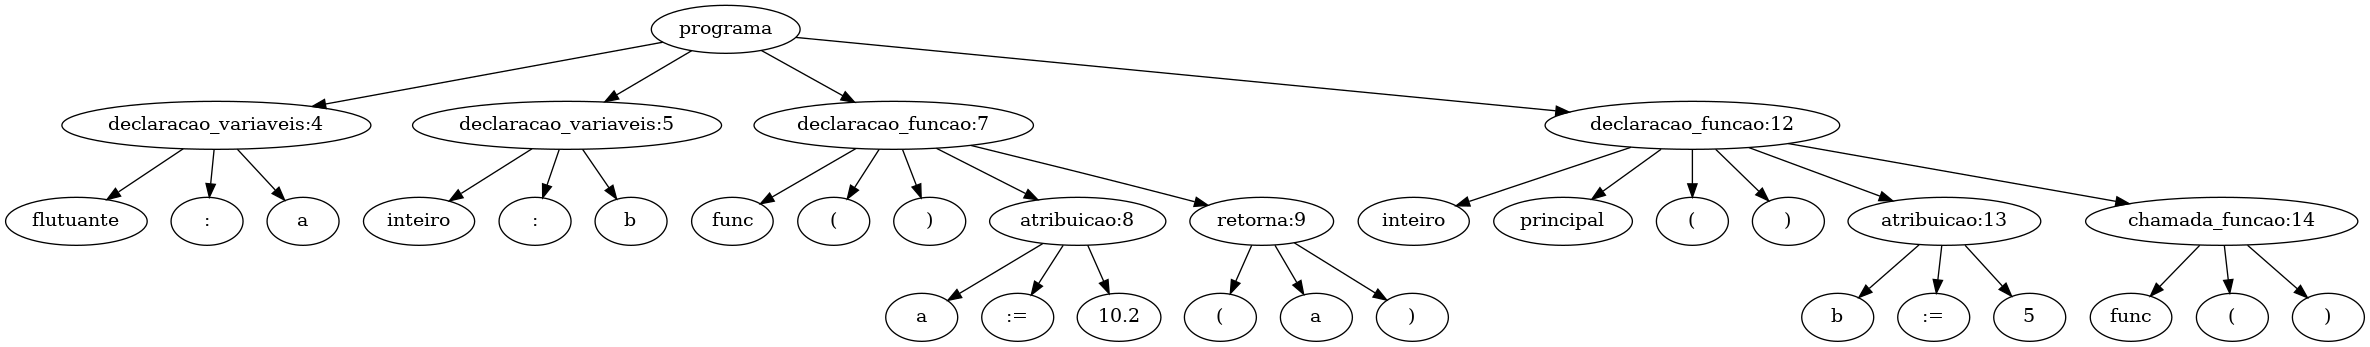 programa
declaracao_variaveis:4
declaracao_variaveis:5
declaracao_funcao:7
declaracao_funcao:12
flutuante
:
a
inteiro
:
b
func
(
)
atribuicao:8
retorna:9
inteiro
principal
(
)
atribuicao:13
chamada_funcao:14
a
:=
10.2
(
a
)
b
:=
5
func
(
)